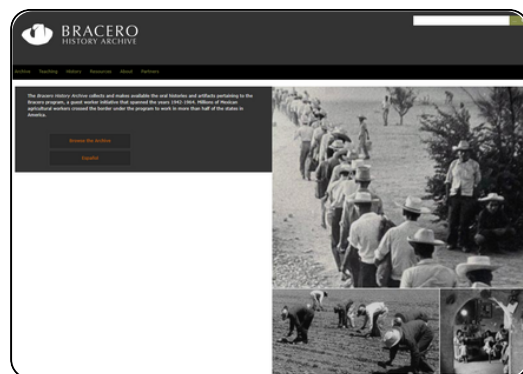 BRACERO
HISTORY ARCHIVE
Archive Teaching History Resources About Partners
The Bracero History Archive collects and makes available the oral histories and artifacts pertaining to the
Bracero program, a guest worker initiative that spanned the years 1942-1964. Millions of Mexican
agricultural workers crossed the border under the program to work in more than half of the states in
America.
Browse the Archive
Español